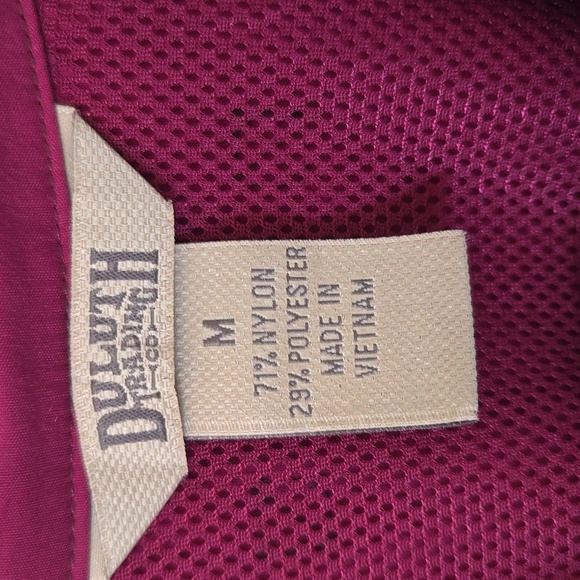 DULUTH
TRADING
CO
M
71% NYLON
29% POLYESTER
MADE IN
VIETNAM